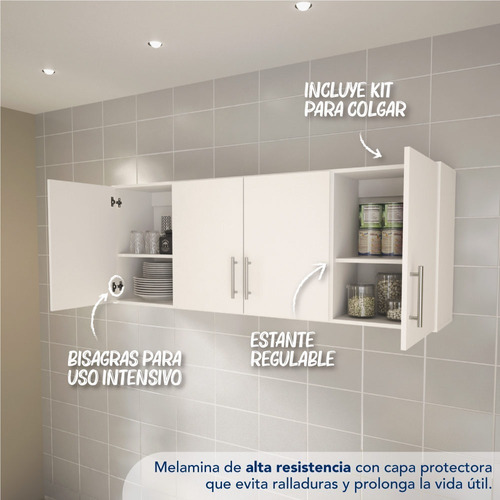 INCLUYE KIT
PARA COLGAR
BISAGRAS PARA
USO INTENSIVO
ESTANTE
REGULABLE
Melamina de alta resistencia con capa protectora
que evita ralladuras y prolonga la vida útil.